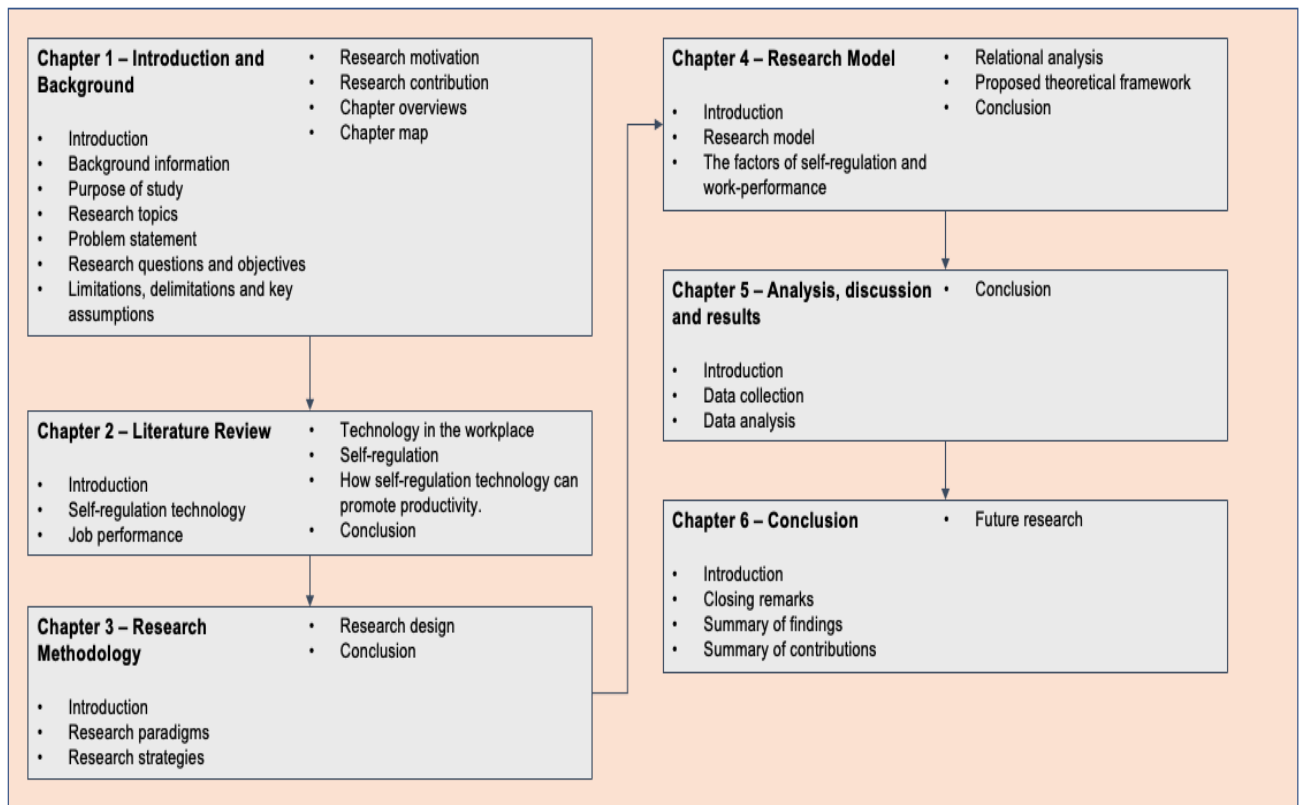 Chapter 1 – Introduction and
Background
• Introduction
• Background information
• Purpose of study
• Research topics
• Problem statement
• Research questions and objectives
• Limitations, delimitations and key
assumptions
• Research motivation
• Research contribution
• Chapter overviews
• Chapter map
Chapter 2 – Literature Review
• Introduction
• Self-regulation technology
• Job performance
• Technology in the workplace
• Self-regulation
• How self-regulation technology can
promote productivity.
• Conclusion
Chapter 3 – Research
Methodology
• Introduction
• Research paradigms
• Research strategies
• Research design
• Conclusion
Chapter 4 – Research Model
• Introduction
• Research model
• The factors of self-regulation and
work-performance
• Relational analysis
• Proposed theoretical framework
• Conclusion
Chapter 5 – Analysis, discussion
and results
• Introduction
• Data collection
• Data analysis
• Conclusion
Chapter 6 – Conclusion
• Introduction
• Closing remarks
• Summary of findings
• Summary of contributions
• Future research